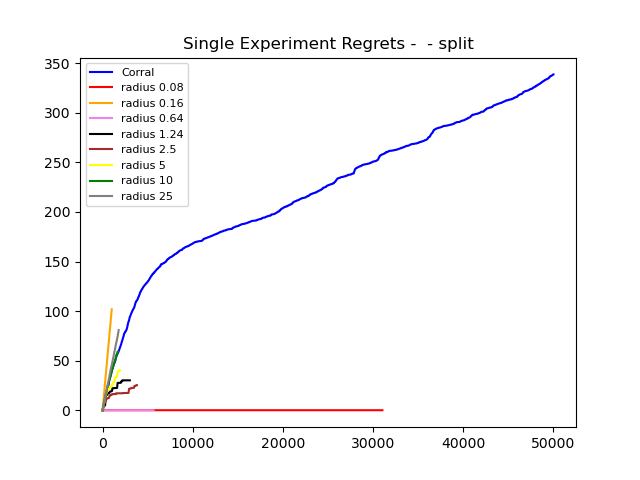 Single Experiment Regrets -  - split
350
300
250
200
150
100
50
0
Corral
radius 0.08
radius 0.16
radius 0.64
radius 1.24
radius 2.5
radius 5
radius 10
radius 25
0 10000 20000 30000 40000 50000